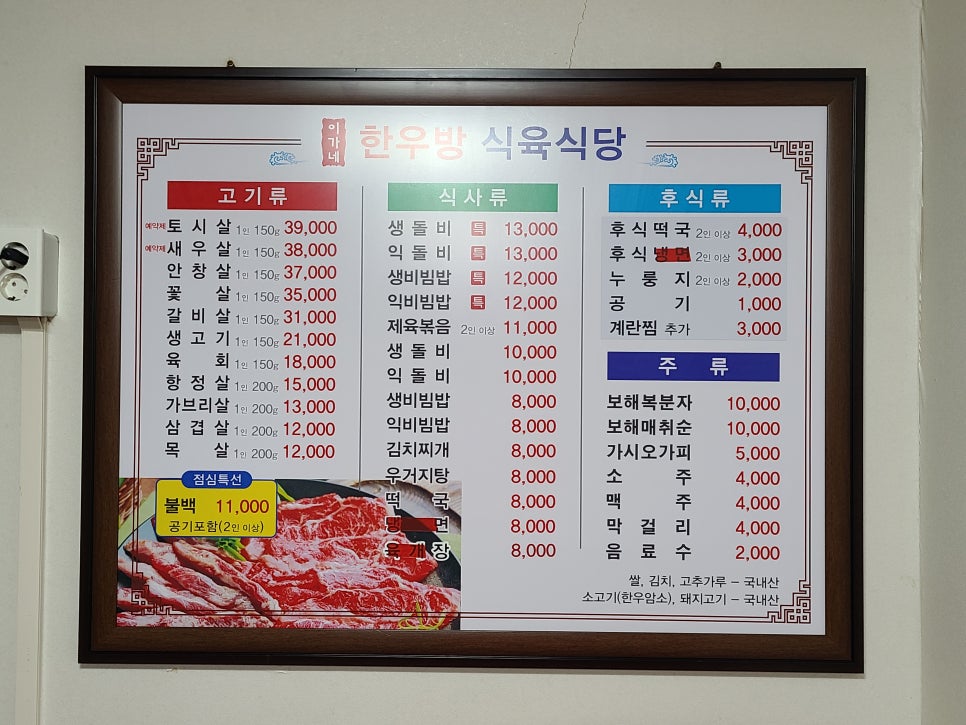 이가네
한우방 식육식당
고기류
예약제 토시살 1인 150g 39,000
예약제 새우살 1인 150g 38,000
안창살 1인 150g 37,000
꽃살 1인 150g 35,000
갈비살 1인 150g 31,000
생고기 1인 150g 21,000
육회 1인 150g 18,000
항정살 1인 200g 15,000
가브리살 1인 200g 13,000
삼겹살 1인 200g 12,000
목살 1인 200g 12,000
점심특선
불백 11,000
공기포함(2인 이상)
식사류
생돌비 특 13,000
익돌비 특 13,000
생비빔밥 특 12,000
익비빔밥 특 12,000
제육볶음 2인 이상 11,000
생돌비 10,000
익돌비 10,000
생비빔밥 8,000
익비빔밥 8,000
김치찌개 8,000
우거지탕 8,000
떡국 8,000
냉면 8,000
육개장 8,000
후식류
후식떡국 2인 이상 4,000
후식냉면 2인 이상 3,000
누룽지 2인 이상 2,000
공기 1,000
계란찜 추가 3,000
주류
보해복분자 10,000
보해매취순 10,000
가시오가피 5,000
소주 4,000
맥주 4,000
막걸리 4,000
음료수 2,000
쌀, 김치, 고추가루 – 국내산
소고기(한우암소), 돼지고기 – 국내산